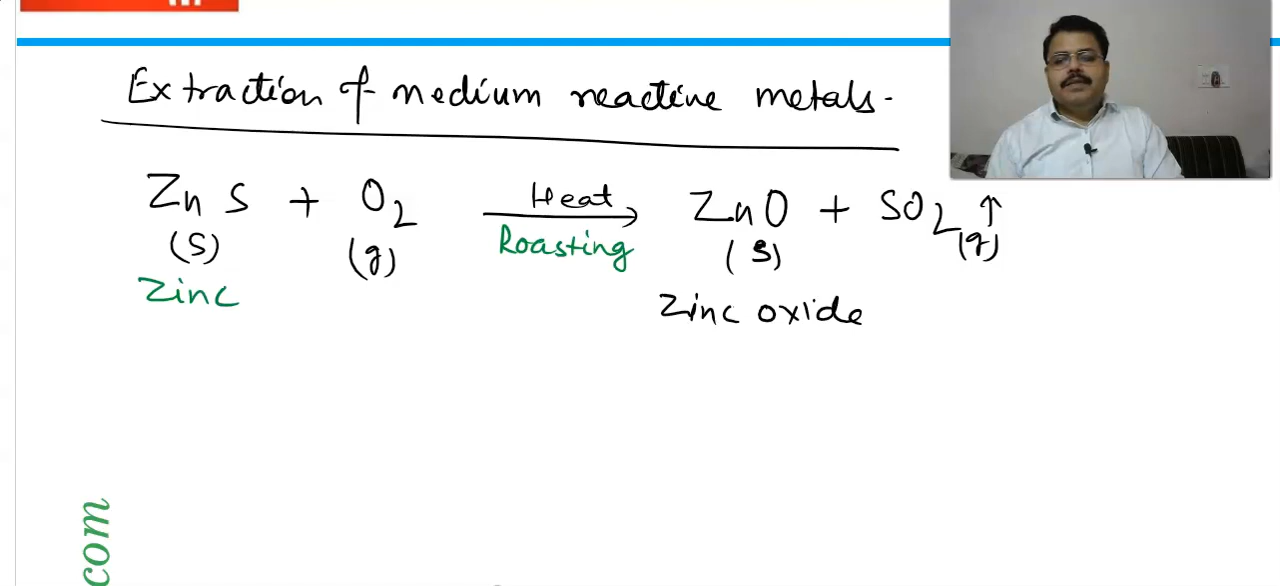 Extraction of medium reactive metals.
ZnS + O2 Heat→ ZnO + SO2↑
(S) (g) Roasting (s) (g)
Zinc
Zinc oxide
com